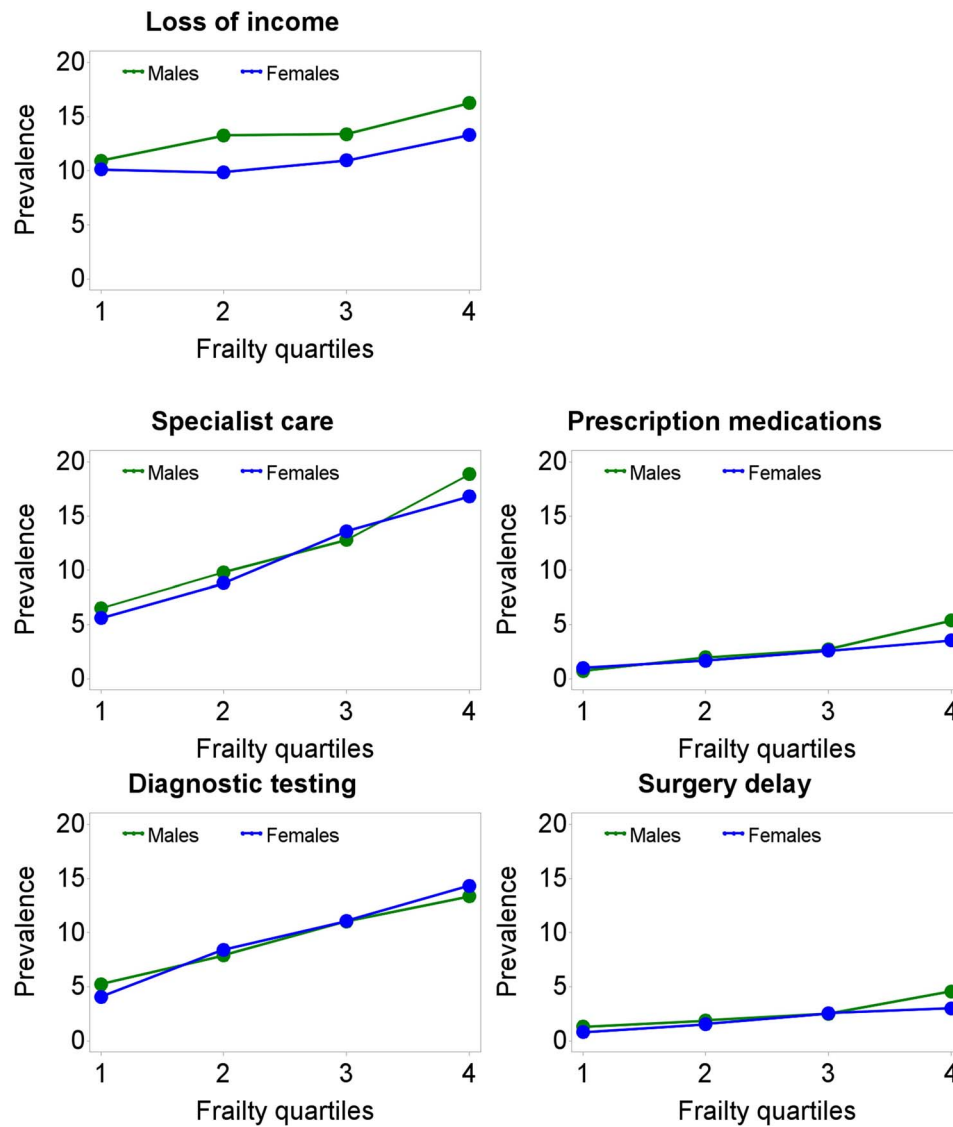 Loss of income
Males Females
20
15
10
5
0
Prevalence
1 2 3 4
Frailty quartiles
Specialist care
Males Females
20
15
10
5
0
Prevalence
1 2 3 4
Frailty quartiles
Prescription medications
Males Females
20
15
10
5
0
Prevalence
1 2 3 4
Frailty quartiles
Diagnostic testing
Males Females
20
15
10
5
0
Prevalence
1 2 3 4
Frailty quartiles
Surgery delay
Males Females
20
15
10
5
0
Prevalence
1 2 3 4
Frailty quartiles